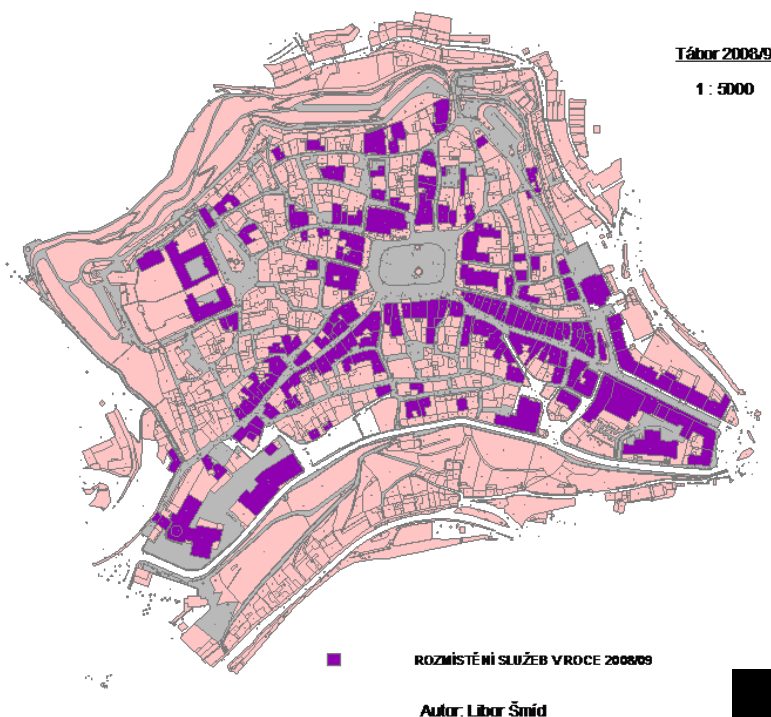 Tábor 2008/9
1 : 5000
ROZMÍSTĚNÍ SLUŽEB V ROCE 2008/09
Autor: Libor Šmíd